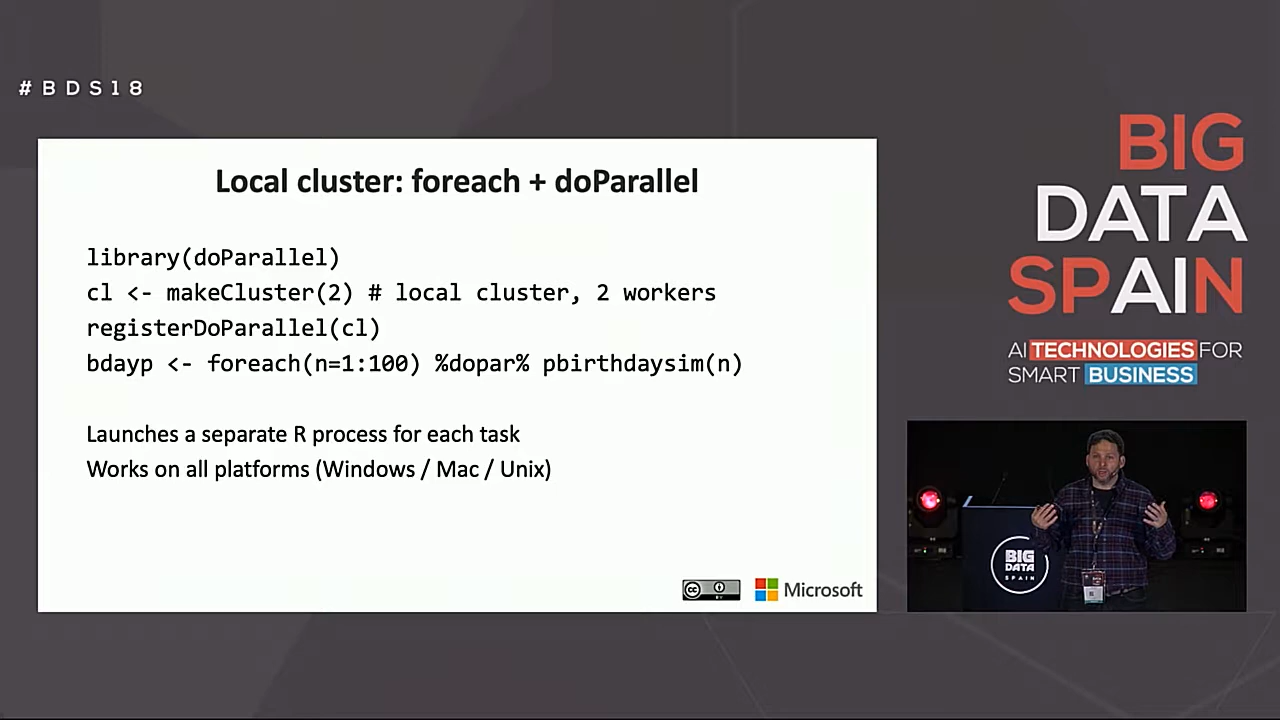 #BDS18
Local cluster: foreach + doParallel
library(doParallel)
cl <- makeCluster(2) # local cluster, 2 workers
registerDoParallel(cl)
bdayp <- foreach(n=1:100) %dopar% pbirthdaysim(n)
Launches a separate R process for each task
Works on all platforms (Windows / Mac / Unix)
cc
BY
Microsoft
BIG
DATA
SPAIN
AI TECHNOLOGIES FOR
SMART BUSINESS
BIG
DATA
SPAIN